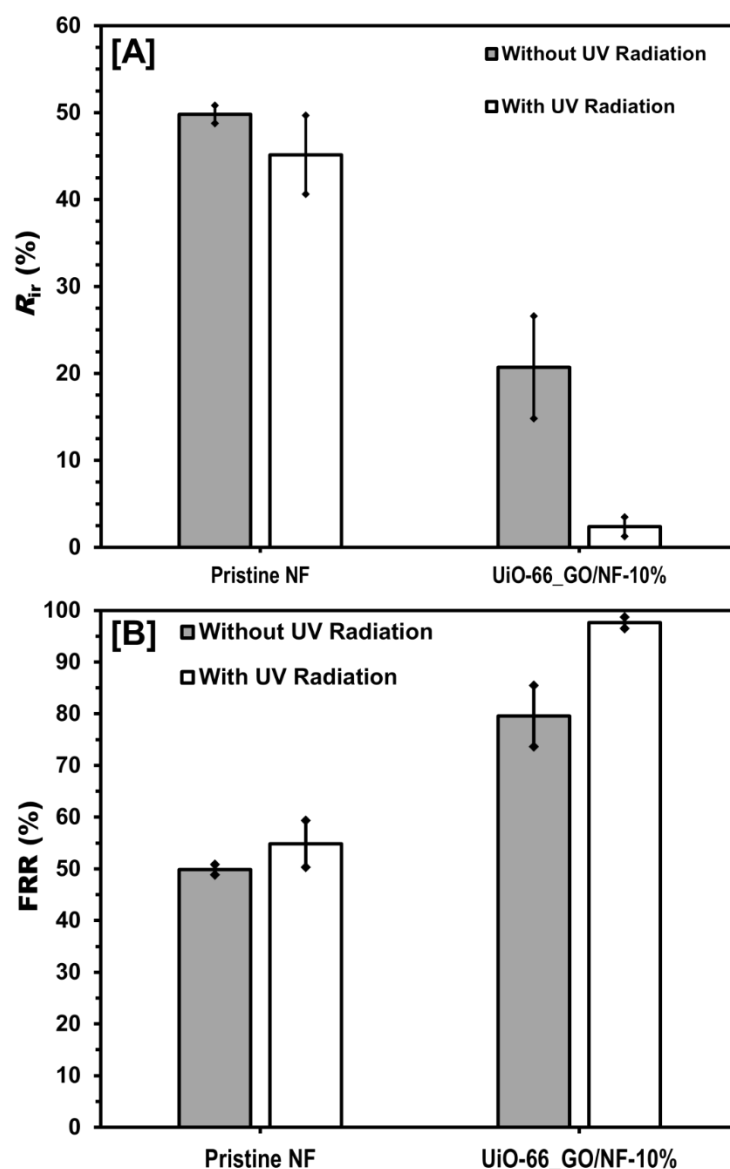 [A]
Without UV Radiation
With UV Radiation
R_ir (%)
60
50
40
30
20
10
0
Pristine NF
UiO-66_GO/NF-10%
[B]
Without UV Radiation
With UV Radiation
FRR (%)
100
90
80
70
60
50
40
30
20
10
0
Pristine NF
UiO-66_GO/NF-10%